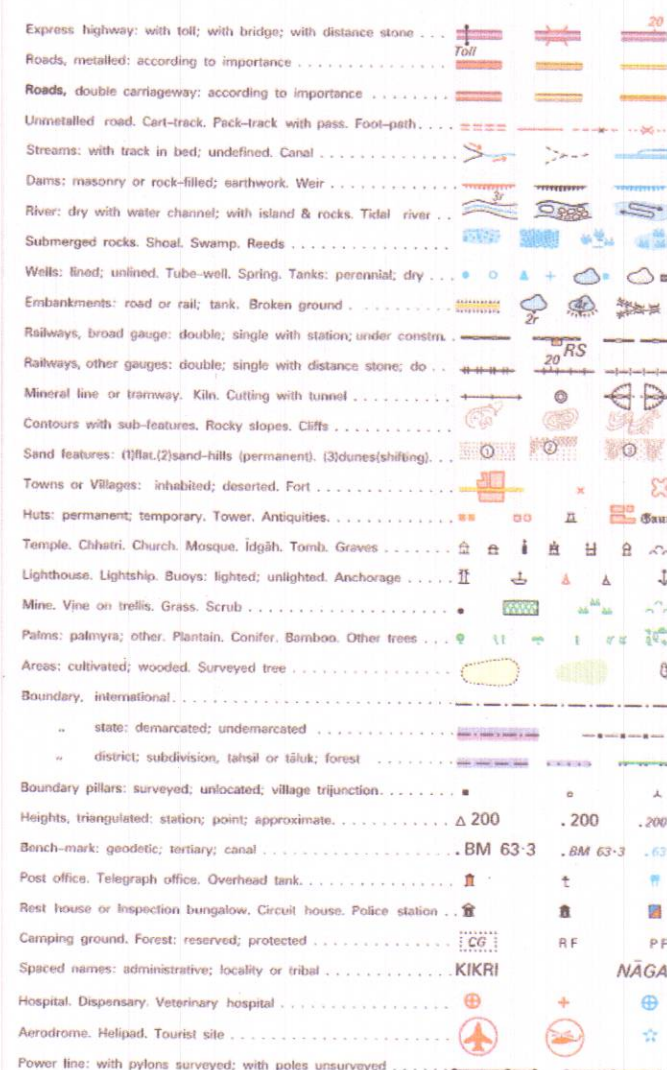 Express highway: with toll; with bridge; with distance stone . . . 20
Toll
Roads, metalled: according to importance . . . . . . . . . . . . . . .
Roads, double carriageway: according to importance . . . . . . . .
Unmetalled road. Cart-track. Pack-track with pass. Foot-path. . . .
Streams: with track in bed; undefined. Canal . . . . . . . . . . . . . . .
Dams: masonry or rock-filled; earthwork. Weir . . . . . . . . . . . . .
River: dry with water channel; with island & rocks. Tidal river . . 3r
Submerged rocks. Shoal. Swamp. Reeds . . . . . . . . . . . . . . . . . .
Wells: lined; unlined. Tube-well. Spring. Tanks: perennial; dry . . .
Embankments: road or rail; tank. Broken ground . . . . . . . . . . . 2r 4r
Railways, broad gauge: double; single with station; under constrn. . RS
Railways, other gauges: double; single with distance stone; do . . 20
Mineral line or tramway. Kiln. Cutting with tunnel . . . . . . . . . . .
Contours with sub-features. Rocky slopes. Cliffs . . . . . . . . . . . .
Sand features: (1)flat.(2)sand-hills (permanent). (3)dunes(shifting). . . 1 2 3
Towns or Villages: inhabited; deserted. Fort . . . . . . . . . . . . . . .
Huts: permanent; temporary. Tower. Antiquities. . . . . . . . . . . . .
Temple. Chhatri. Church. Mosque. Īdgāh. Tomb. Graves . . . . . . .
Lighthouse. Lightship. Buoys: lighted; unlighted. Anchorage . . . .
Mine. Vine on trellis. Grass. Scrub . . . . . . . . . . . . . . . . . . . . . .
Palms: palmyra; other. Plantain. Conifer. Bamboo. Other trees . . .
Areas: cultivated; wooded. Surveyed tree . . . . . . . . . . . . . . . . .
Boundary, international. . . . . . . . . . . . . . . . . . . . . . . . . . . . . .
„ state: demarcated; undemarcated . . . . . . . . . . . . . . .
„ district; subdivision, tahsil or tāluk; forest . . . . . . . .
Boundary pillars: surveyed; unlocated; village trijunction. . . . . . . .
Heights, triangulated: station; point; approximate. . . . . . . . . . . . 200 .200 .200
Bench-mark: geodetic; tertiary; canal . . . . . . . . . . . . . . . . . . . .BM 63·3 .BM 63·3 .63
Post office. Telegraph office. Overhead tank. . . . . . . . . . . . . . . .
Rest house or Inspection bungalow. Circuit house. Police station . .
Camping ground. Forest: reserved; protected . . . . . . . . . . . . . . CG RF PF
Spaced names: administrative; locality or tribal . . . . . . . . . . . . . KIKRI NĀGA
Hospital. Dispensary. Veterinary hospital . . . . . . . . . . . . . . . . .
Aerodrome. Helipad. Tourist site . . . . . . . . . . . . . . . . . . . . . . .
Power line: with pylons surveyed; with poles unsurveyed . . . . . .